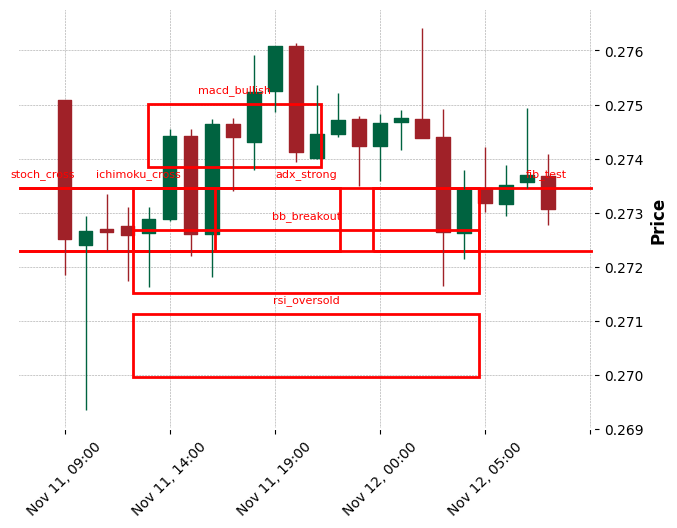 0.276
macd_bullish
0.275
0.274
stoch_cross ichimoku_cross adx_strong fib_test
bb_breakout
0.273
0.272
rsi_oversold
0.271
0.270
0.269
Price
Nov 11, 09:00
Nov 11, 14:00
Nov 11, 19:00
Nov 12, 00:00
Nov 12, 05:00